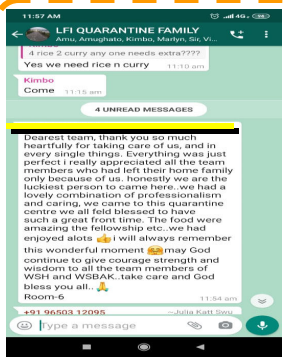 11:57 AM
4G 98
LFI QUARANTINE FAMILY
Amu, Amughato, Kimbo, Marlyn, Sir, Vi...
Kimbo
4 rice 2 curry any one needs extra????
Yes we need rice n curry 11:10 am
Kimbo
Come 11:15 am
4 UNREAD MESSAGES
Dearest team, thank you so much
heartfully for taking care of us, and in
every single things. Everything was just
perfect i really appreciated all the team
members who had left their home family
only because of us. honestly we are the
luckiest person to came here..we had a
lovely combination of professionalism
and caring, we came to this quarantine
centre we all feld blessed to have
such a great front time. The food were
amazing the fellowship etc..we had
enjoyed alots 👍 i will always remember
this wonderful moment 🤗may God
continue to give courage strength and
wisdom to all the team members of
WSH and WSBAK..take care and God
bless you all.. 🙏
Room-6 11:54 am
+91 96503 12095 ~Julia Katt Swu
Type a message